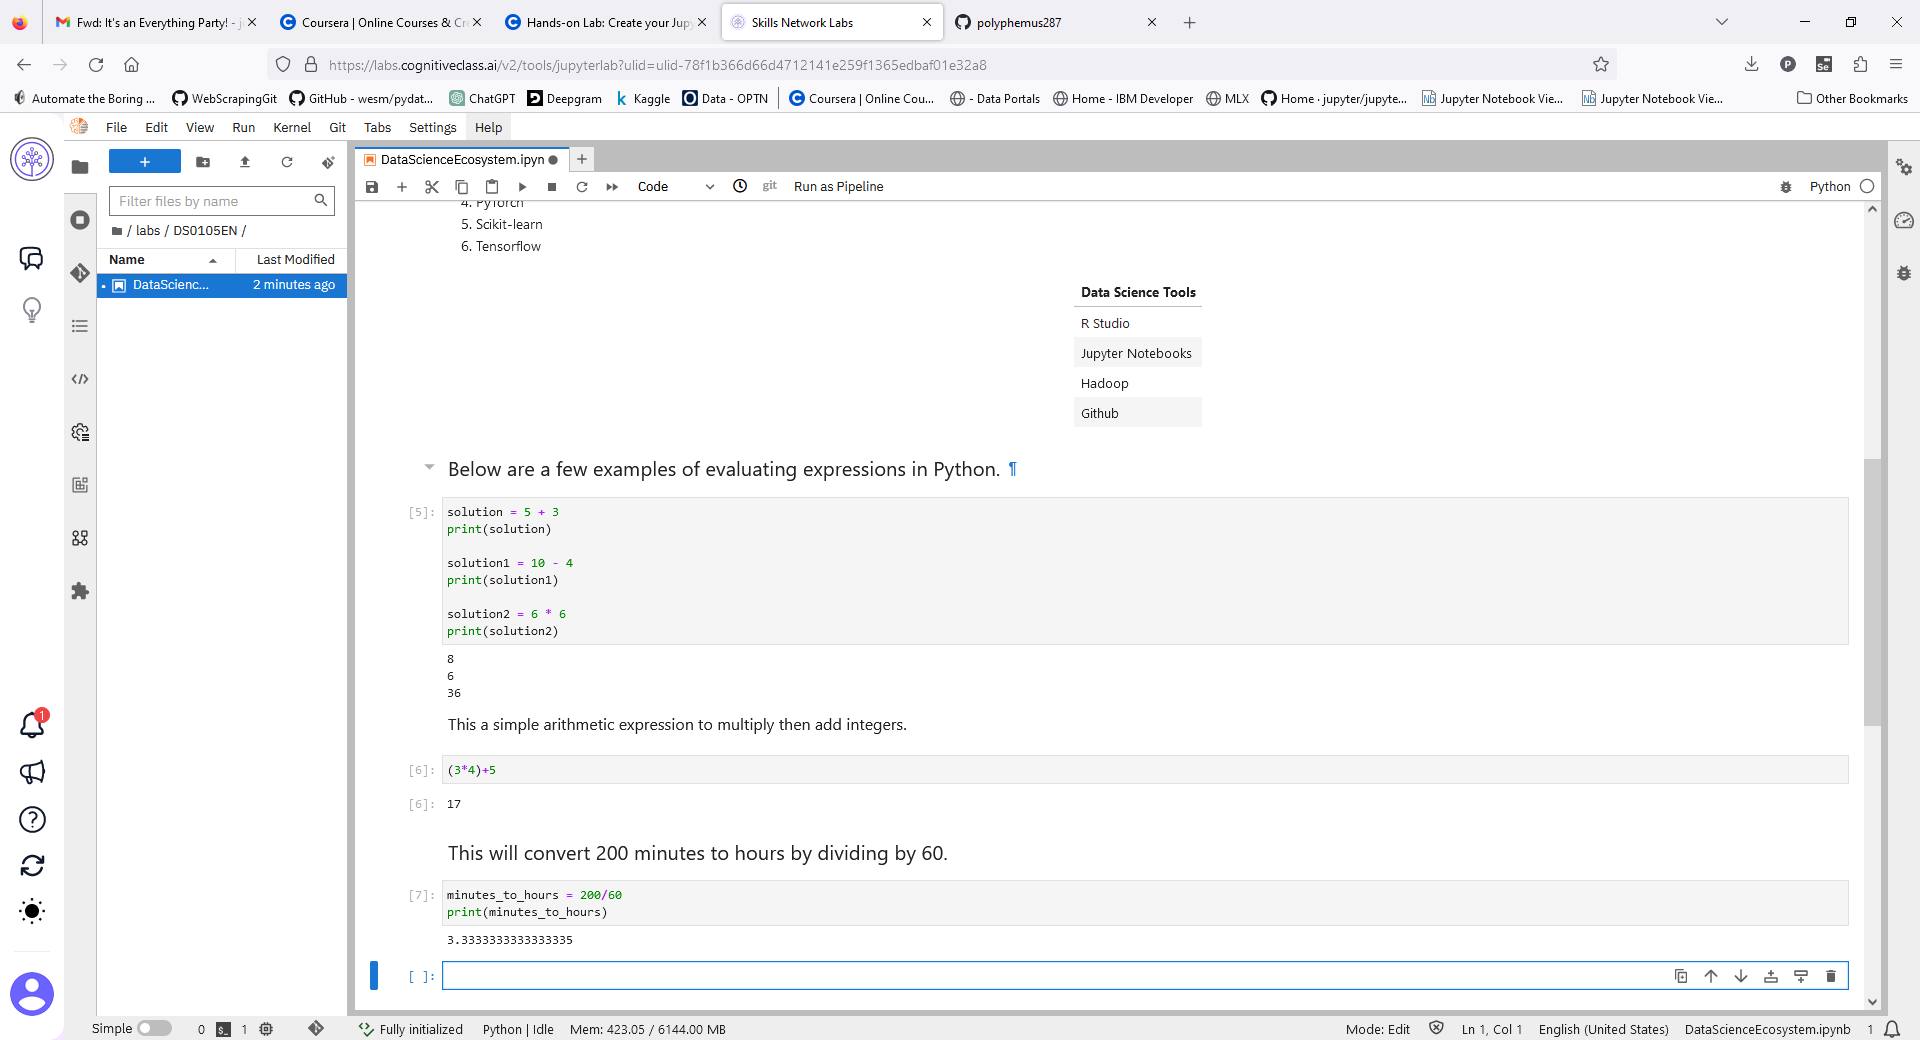 Fwd: It's an Everything Party! - j
Coursera | Online Courses & Cr
Hands-on Lab: Create your Jup
Skills Network Labs
polyphemus287
https://labs.cognitiveclass.ai/v2/tools/jupyterlab?ulid=ulid-78f1b366d66d4712141e259f1365edbaf01e32a8
Automate the Boring ...
WebScrapingGit
GitHub - wesm/pydat...
ChatGPT
Deepgram
Kaggle
Data - OPTN
Coursera | Online Cou...
- Data Portals
Home - IBM Developer
MLX
Home · jupyter/jupyte...
Jupyter Notebook Vie...
Jupyter Notebook Vie...
Other Bookmarks
File Edit View Run Kernel Git Tabs Settings Help
DataScienceEcosystem.ipyn
Filter files by name
/ labs / DS0105EN /
Name Last Modified
DataScienc... 2 minutes ago
Code
git
Run as Pipeline
Python
4. PyTorch
5. Scikit-learn
6. Tensorflow
Data Science Tools
R Studio
Jupyter Notebooks
Hadoop
Github
Below are a few examples of evaluating expressions in Python. ¶
[5]: solution = 5 + 3
print(solution)
solution1 = 10 - 4
print(solution1)
solution2 = 6 * 6
print(solution2)
8
6
36
This a simple arithmetic expression to multiply then add integers.
[6]: (3*4)+5
[6]: 17
This will convert 200 minutes to hours by dividing by 60.
[7]: minutes_to_hours = 200/60
print(minutes_to_hours)
3.3333333333333335
[ ]:
1
Simple 0 1 Fully initialized Python | Idle Mem: 423.05 / 6144.00 MB Mode: Edit Ln 1, Col 1 English (United States) DataScienceEcosystem.ipynb 1